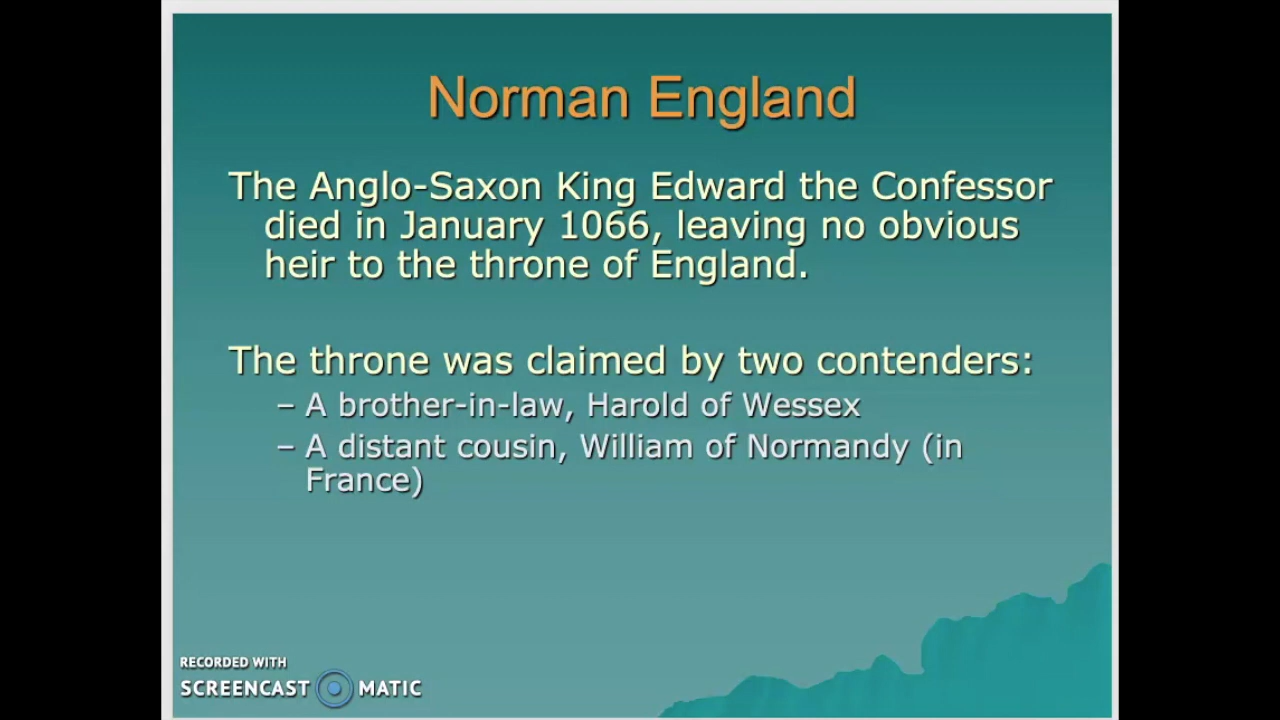 Norman England
The Anglo-Saxon King Edward the Confessor
died in January 1066, leaving no obvious
heir to the throne of England.
The throne was claimed by two contenders:
– A brother-in-law, Harold of Wessex
– A distant cousin, William of Normandy (in
France)
RECORDED WITH
SCREENCAST MATIC